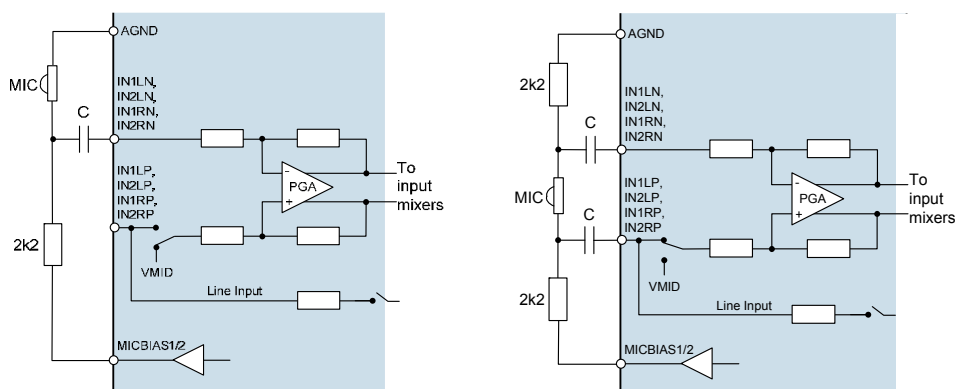 AGND
MIC
IN1LN,
IN2LN,
IN1RN,
IN2RN
C
-
PGA
+
To
input
mixers
IN1LP,
IN2LP,
IN1RP,
IN2RP
2k2
VMID
Line Input
MICBIAS1/2
AGND
2k2
IN1LN,
IN2LN,
IN1RN,
IN2RN
C
-
PGA
+
To
input
mixers
MIC
IN1LP,
IN2LP,
IN1RP,
IN2RP
C
VMID
2k2
Line Input
MICBIAS1/2